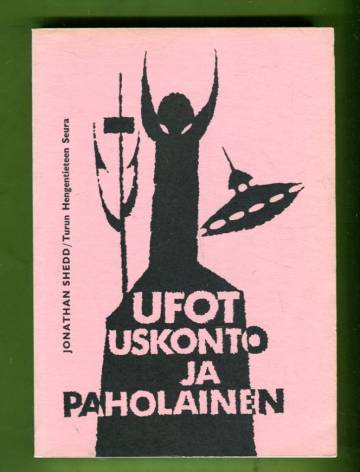 JONATHAN SHEDD/Turun Hengentieteen Seura
UFOT
USKONTO
JA
PAHOLAINEN